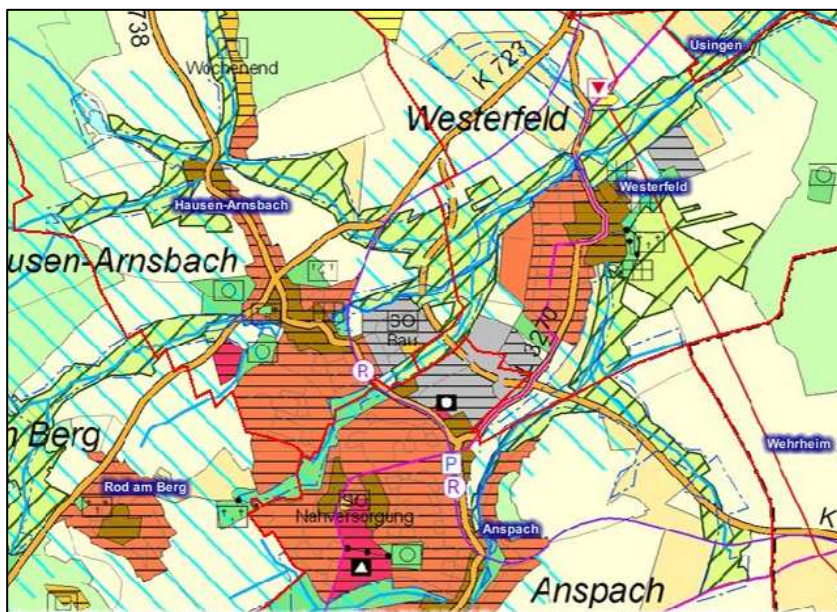 738
Wochenend
K 723
Usingen
Westerfeld
Westerfeld
Hausen-Arnsbach
usen-Arnsbach
SO
Bau
3270
R
n Berg
Wehrheim
P
R
Rod am Berg
SO
Nahversorgung
Anspach
K
Anspach